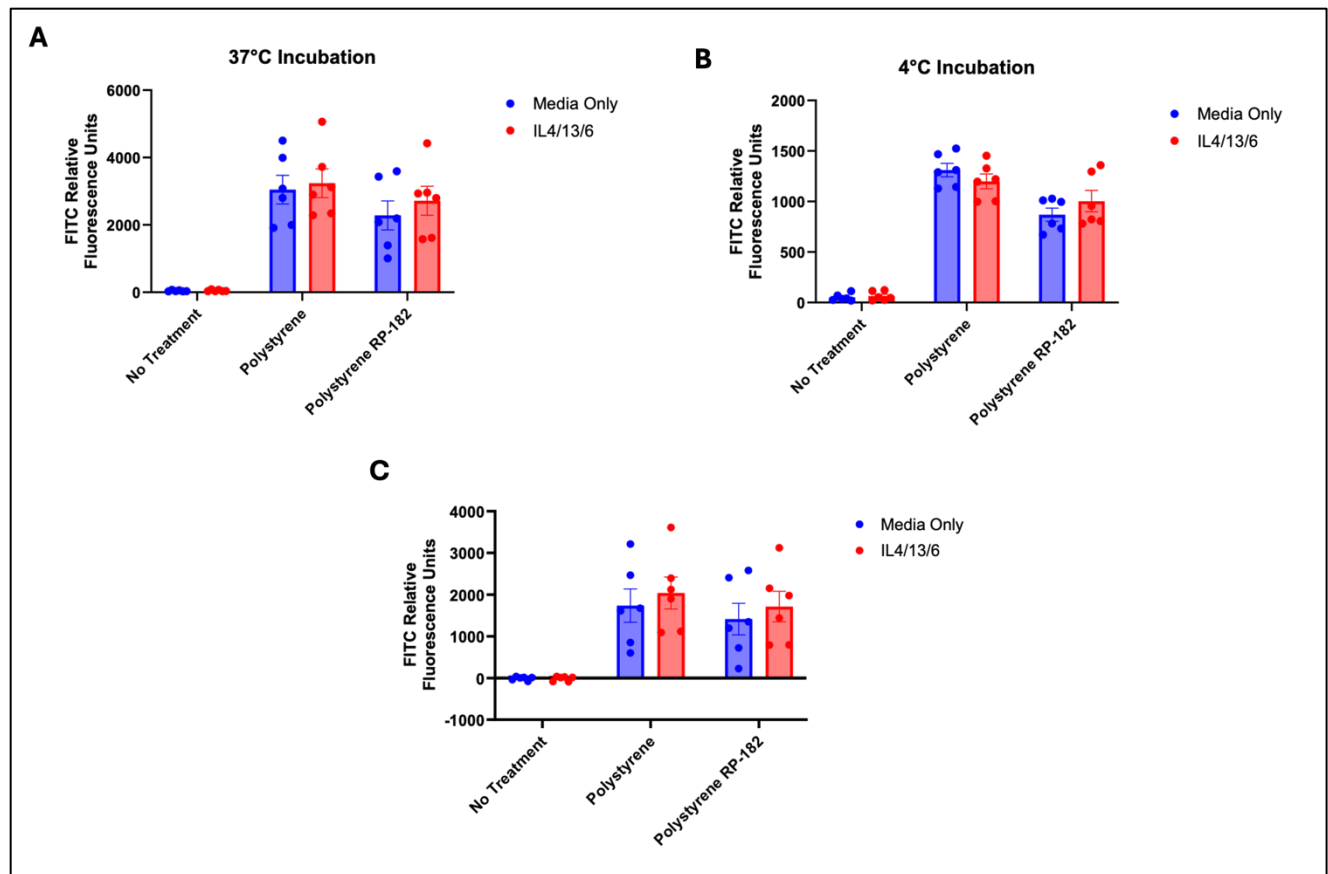 A
37°C Incubation
FITC Relative
Fluorescence Units
6000
4000
2000
0
No Treatment
Polystyrene
Polystyrene RP-182
Media Only
IL4/13/6
B
4°C Incubation
FITC Relative
Fluorescence Units
2000
1500
1000
500
0
No Treatment
Polystyrene
Polystyrene RP-182
Media Only
IL4/13/6
C
FITC Relative
Fluorescence Units
4000
3000
2000
1000
0
-1000
No Treatment
Polystyrene
Polystyrene RP-182
Media Only
IL4/13/6